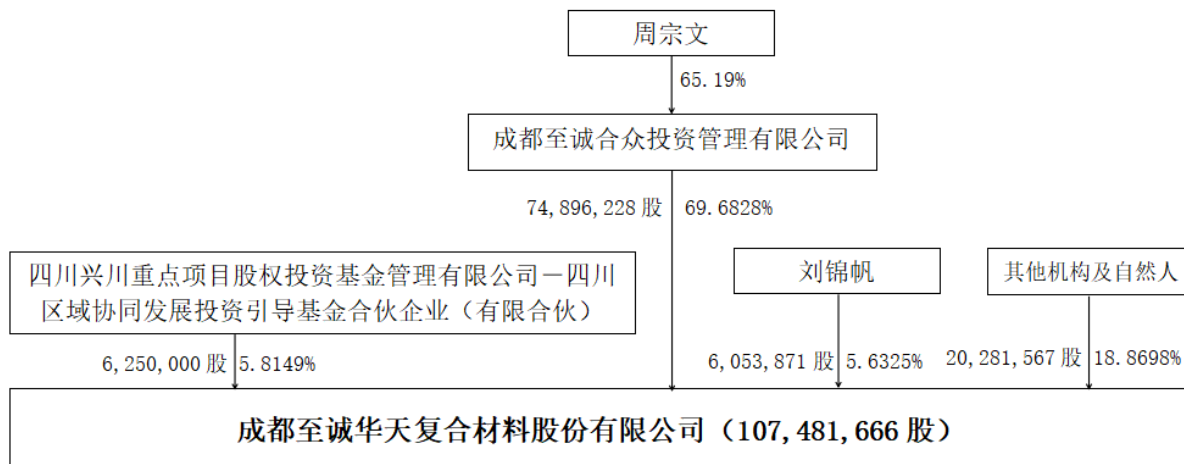 周宗文
65.19%
成都至诚合众投资管理有限公司
74,896,228 股 69.6828%
四川兴川重点项目股权投资基金管理有限公司－四川
区域协同发展投资引导基金合伙企业（有限合伙）
刘锦帆
其他机构及自然人
6,250,000 股 5.8149%
6,053,871 股 5.6325%
20,281,567 股 18.8698%
成都至诚华天复合材料股份有限公司（107,481,666 股）